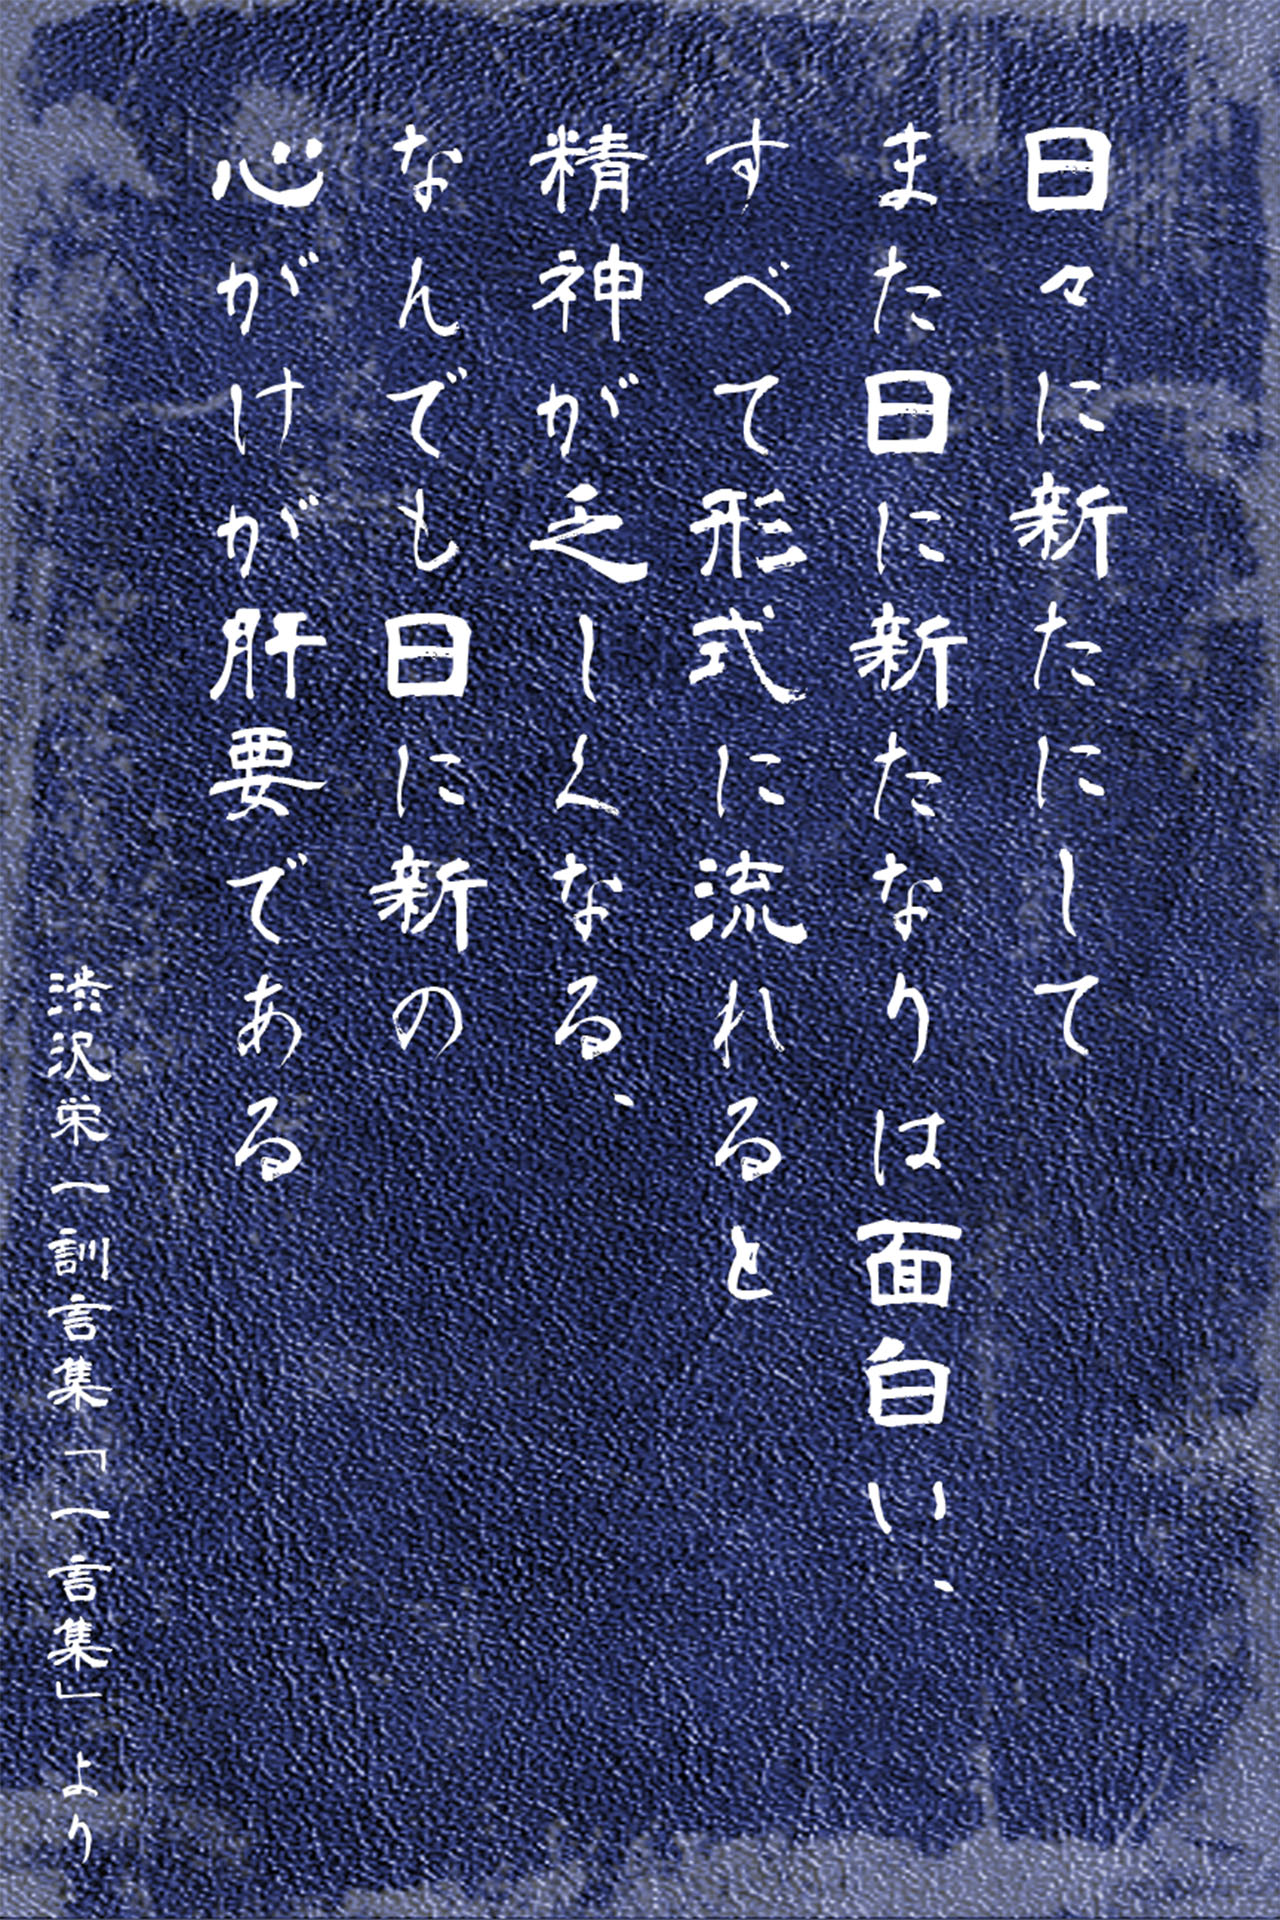 日々に新たにして
また日に新たなりは面白い、
すべて形式に流れると
精神が乏しくなる、
なんでも日に新の
心がけが肝要である
渋沢栄一訓言集「一言集」より